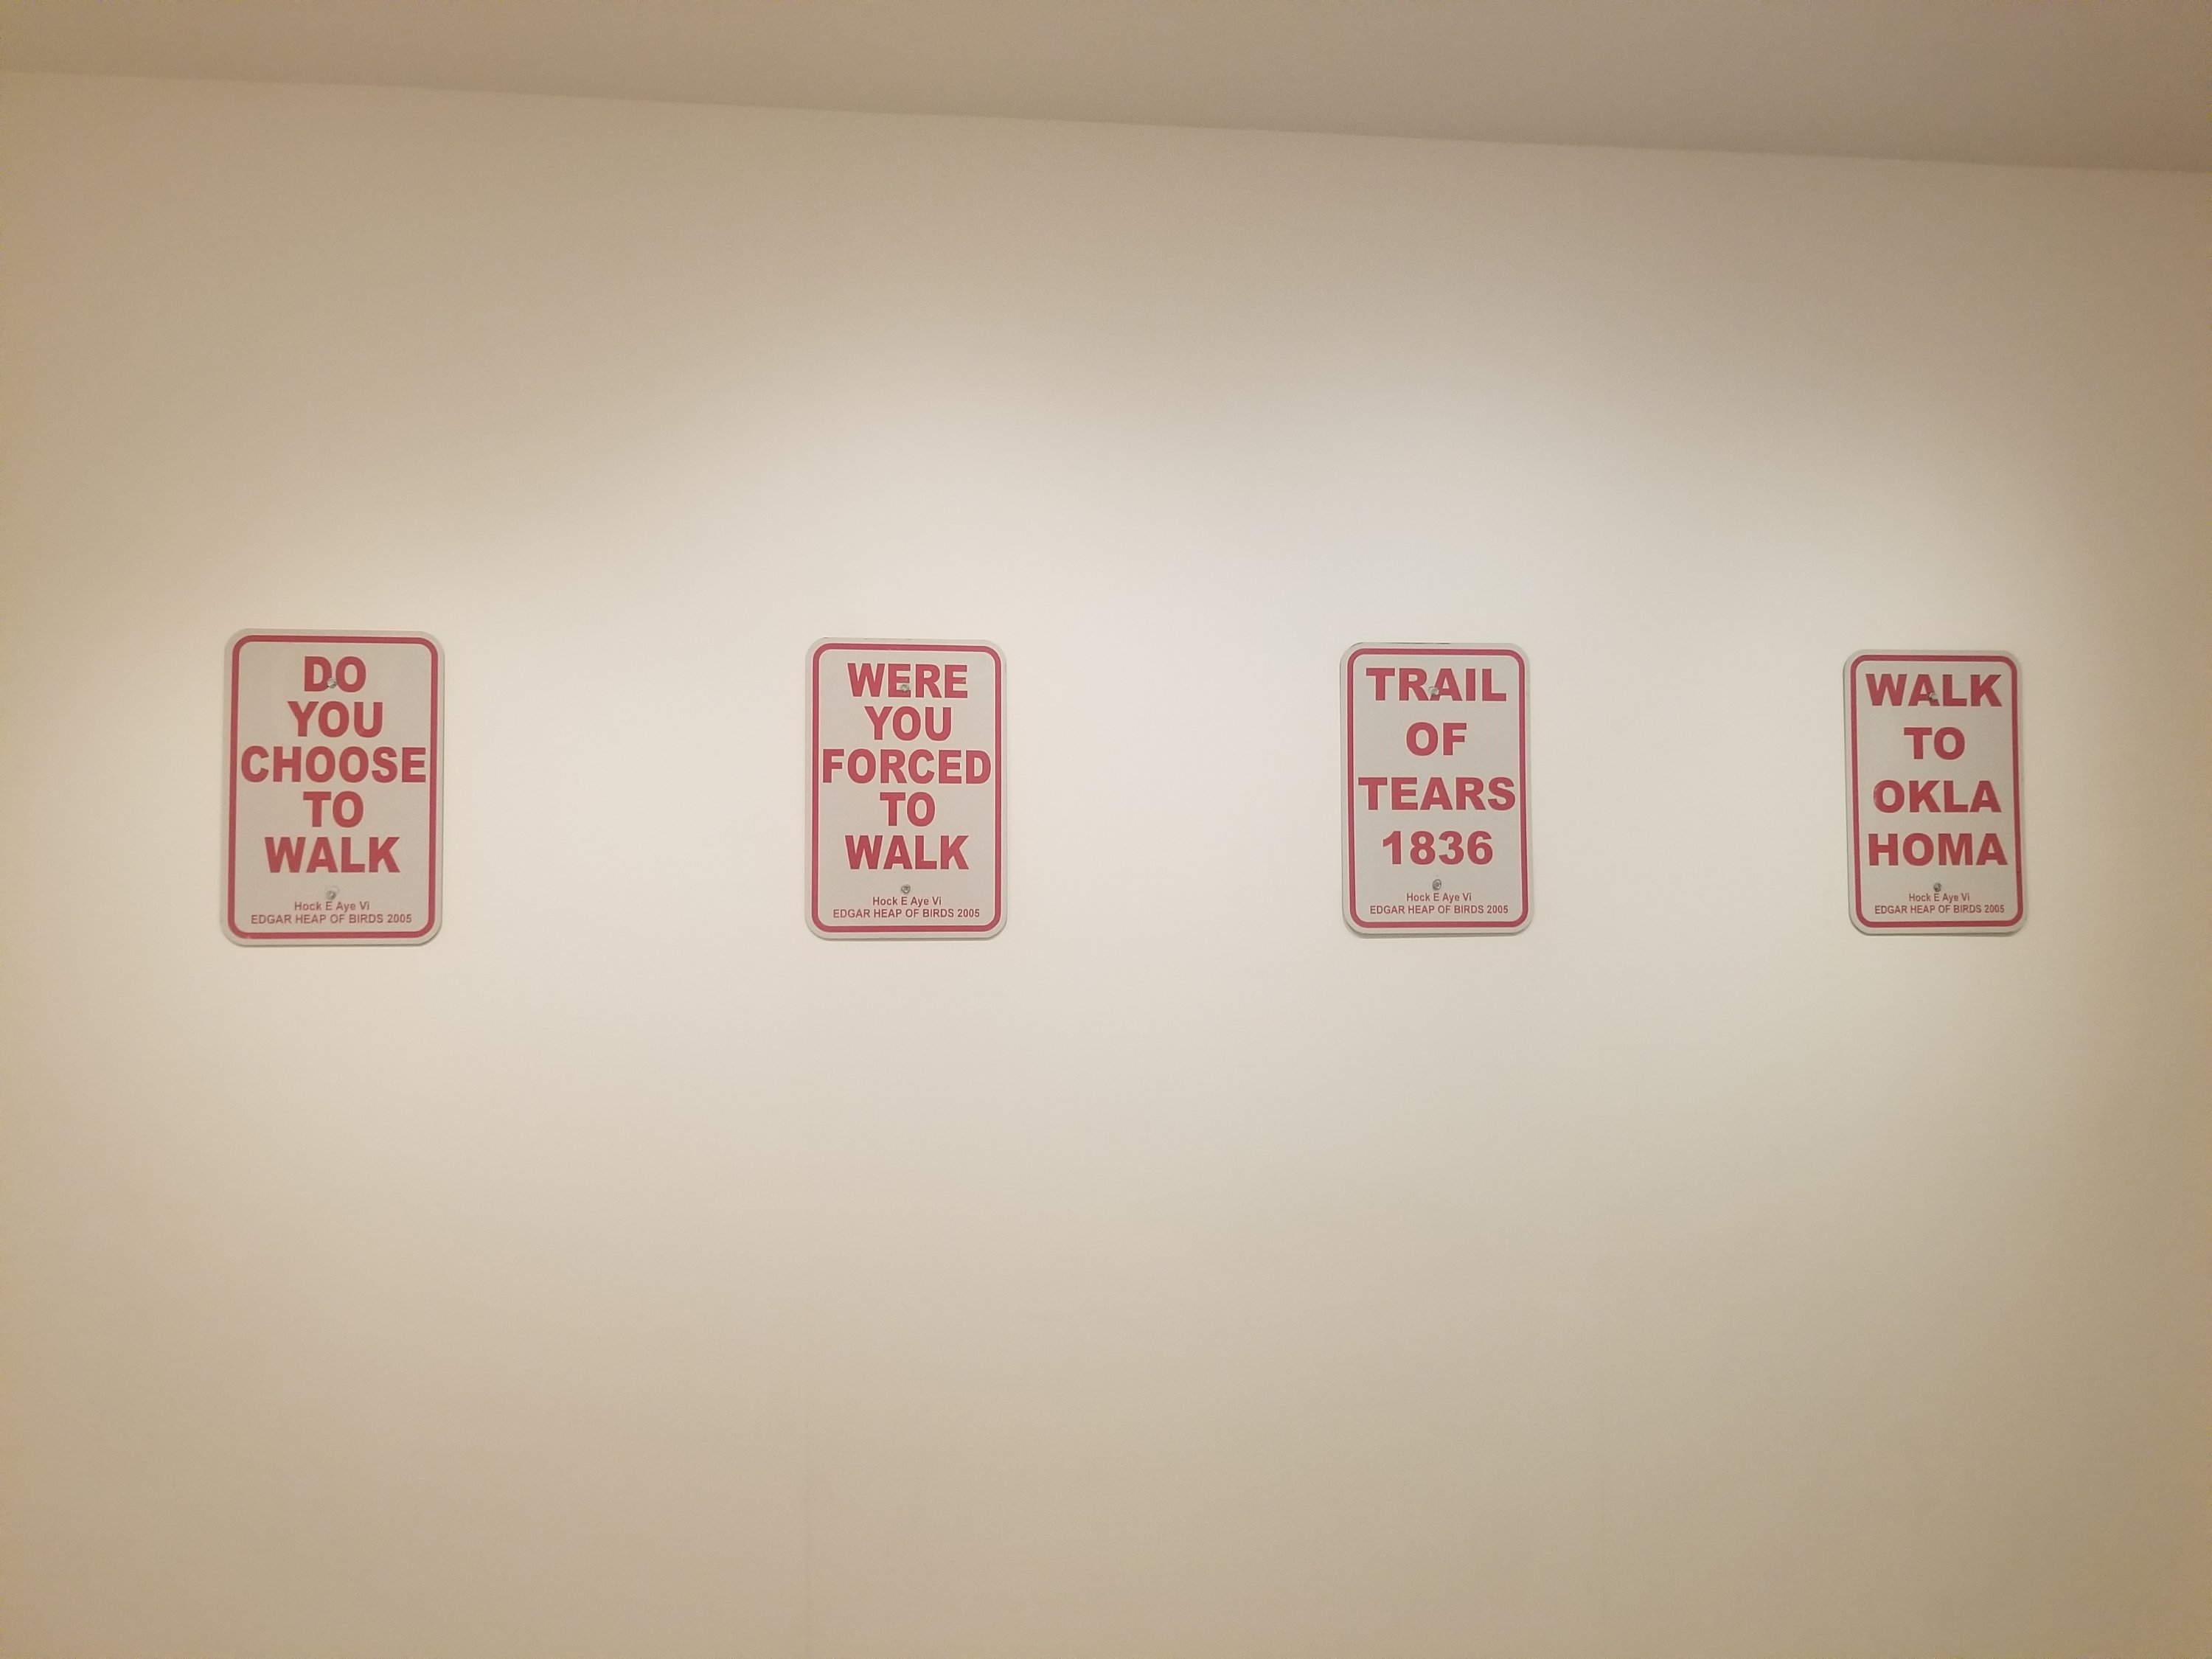 DO
YOU
CHOOSE
TO
WALK
Hock E Aye Vi
EDGAR HEAP OF BIRDS 2005
WERE
YOU
FORCED
TO
WALK
Hock E Aye Vi
EDGAR HEAP OF BIRDS 2005
TRAIL
OF
TEARS
1836
Hock E Aye Vi
EDGAR HEAP OF BIRDS 2005
WALK
TO
OKLA
HOMA
Hock E Aye Vi
EDGAR HEAP OF BIRDS 2005